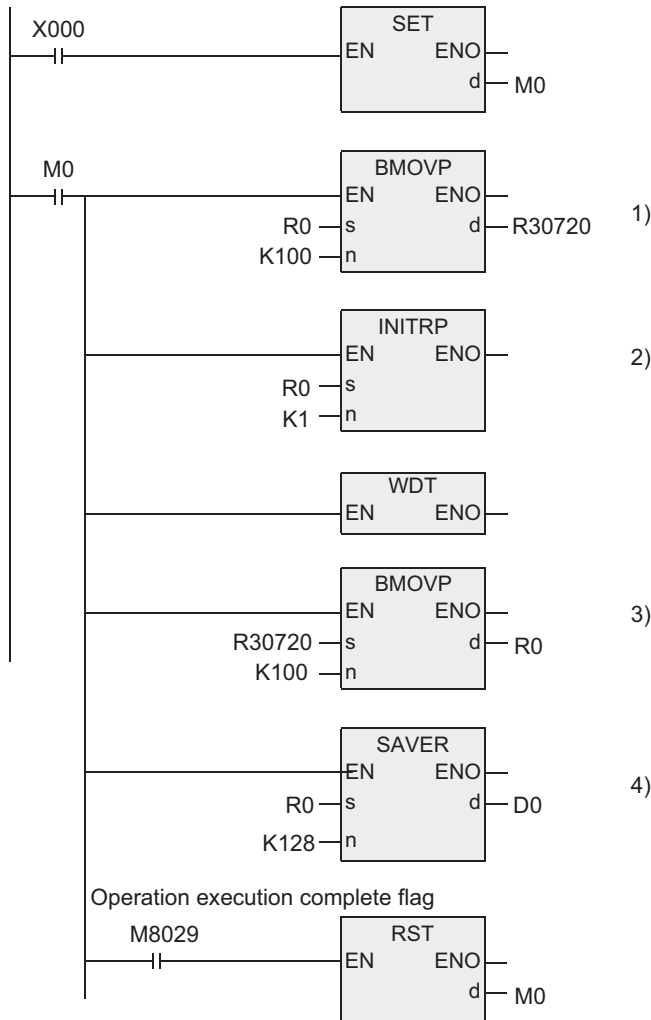 X000
SET
EN ENO
d M0
M0
BMOVP
EN ENO
R0 s d R30720 1)
K100 n
INITRP
EN ENO 2)
R0 s
K1 n
WDT
EN ENO
BMOVP
EN ENO 3)
R30720 s d R0
K100 n
SAVER
EN ENO 4)
R0 s d D0
K128 n
Operation execution complete flag
M8029
RST
EN ENO
d M0